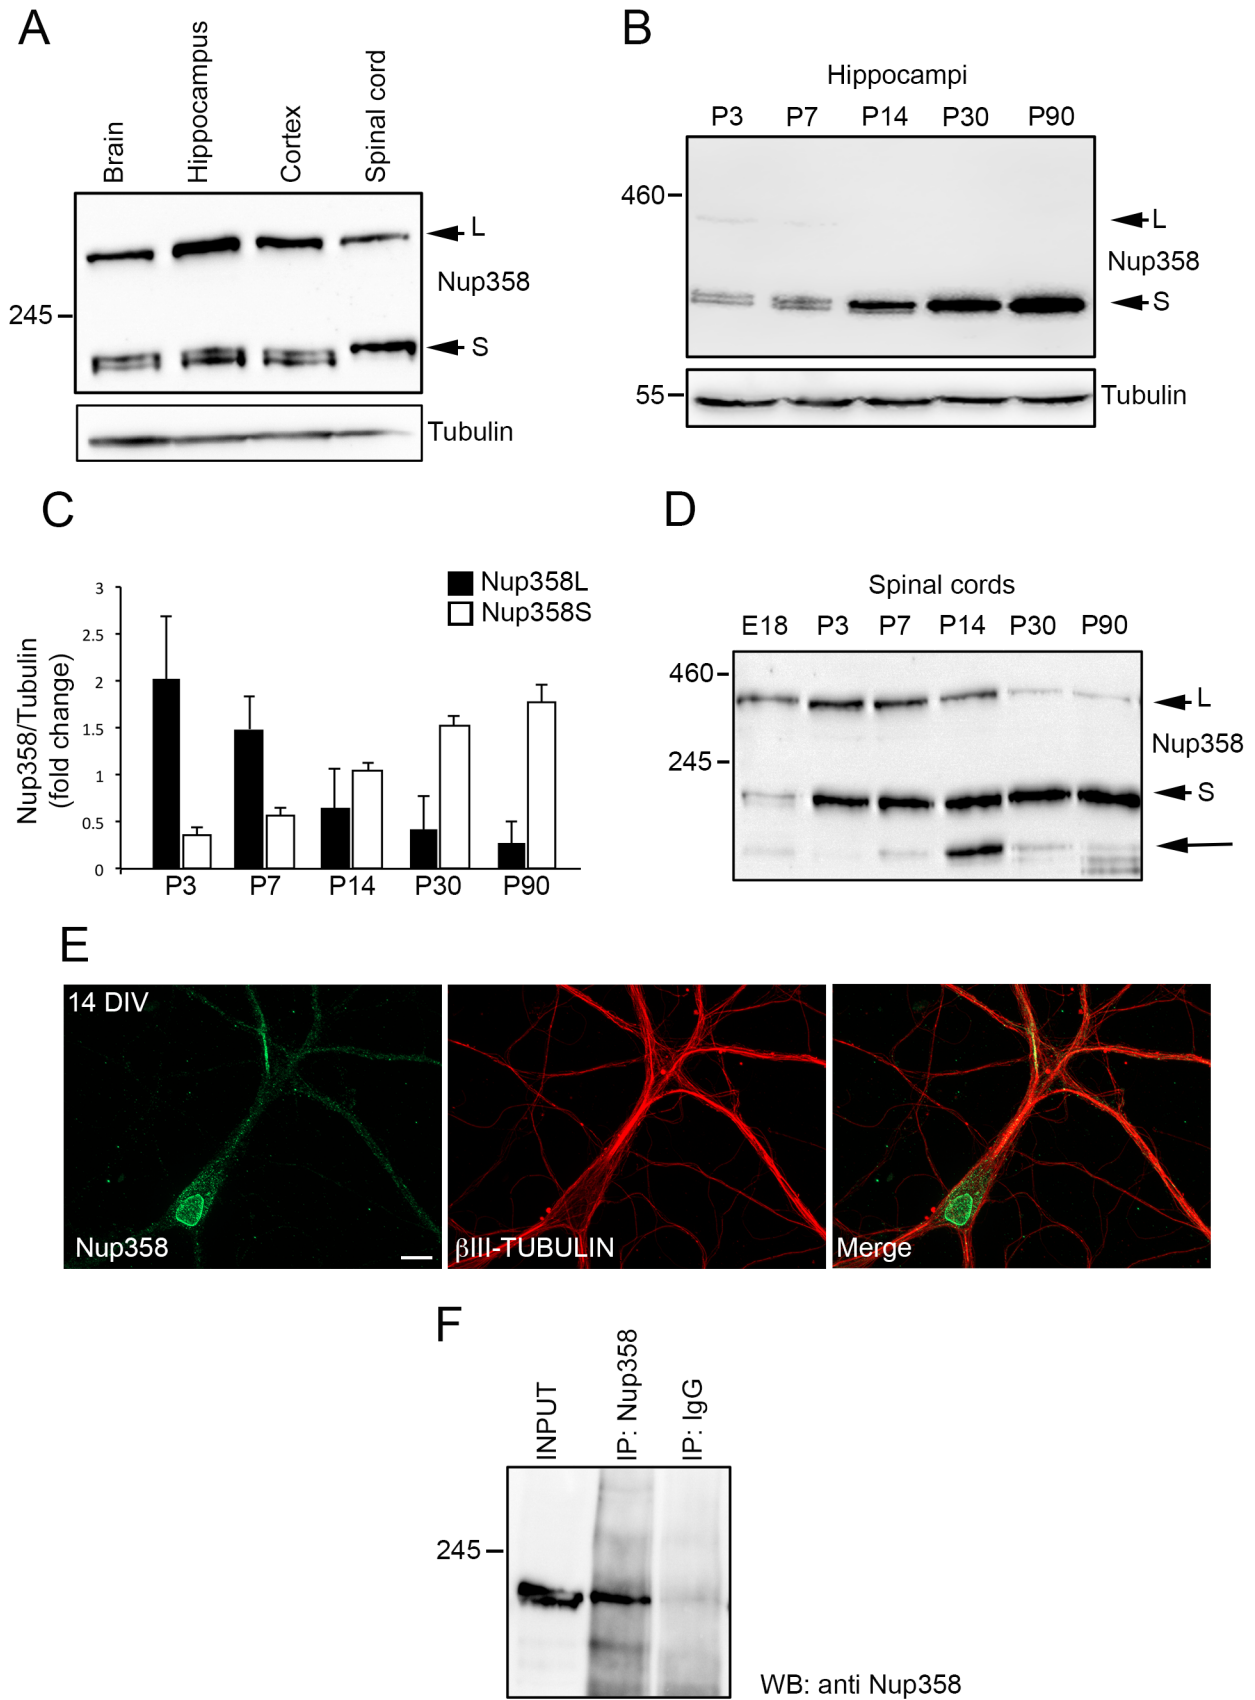 A
Brain
Hippocampus
Cortex
Spinal cord
L
Nup358
245
S
Tubulin
B
Hippocampi
P3 P7 P14 P30 P90
460
L
Nup358
S
55
Tubulin
C
Nup358/Tubulin
(fold change)
3
2.5
2
1.5
1
0.5
0
Nup358L
Nup358S
P3 P7 P14 P30 P90
D
Spinal cords
E18 P3 P7 P14 P30 P90
460
L
Nup358
245
S
E
14 DIV
Nup358
βIII-TUBULIN
Merge
F
INPUT
IP: Nup358
IP: IgG
245
WB: anti Nup358